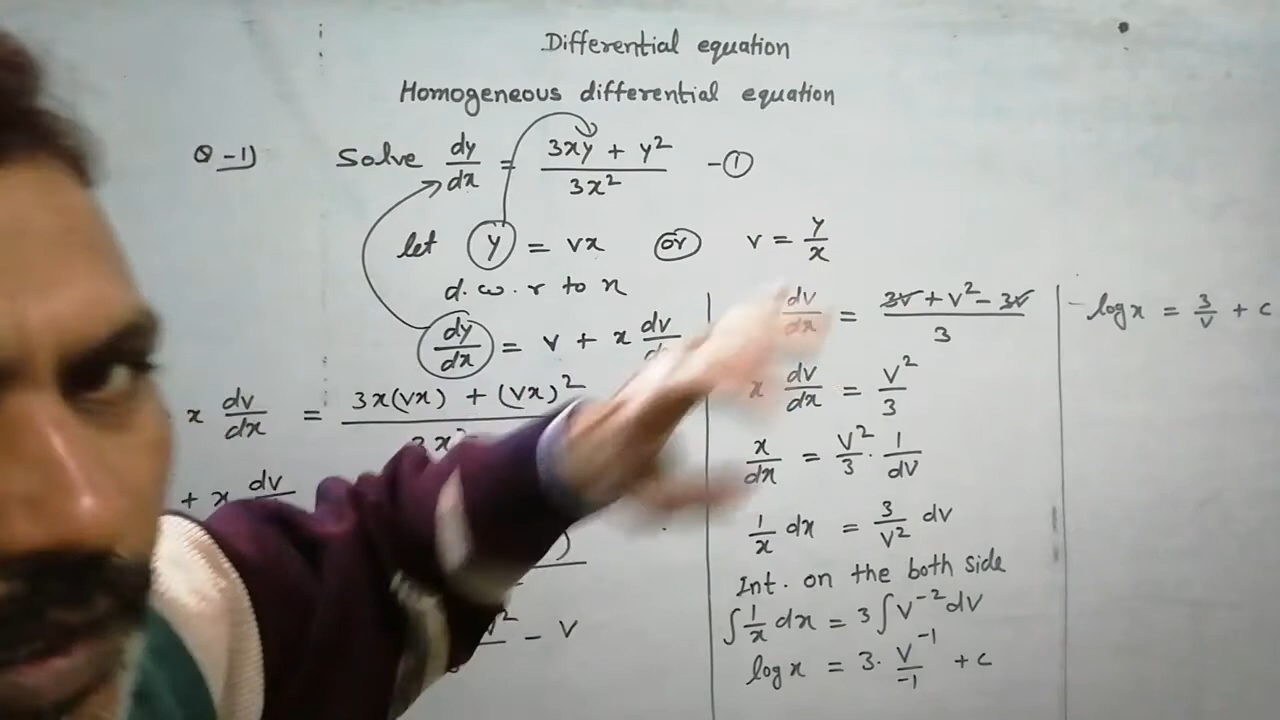 Differential equation
Homogeneous differential equation
Q-1) Solve dy/dx = (3xy + y²)/(3x²) -①
let y = vx or v = y/x
d.w.r to x
dy/dx = v + x dv/
x dv/dx = (3x(vx) + (vx)²)/(3x²
+ x dv
v² - v
dv/dx = (3v + v² - 3v)/3
x dv/dx = v²/3
x/dx = v²/3 · 1/dv
1/x dx = 3/v² dv
Int. on the both side
∫ 1/x dx = 3∫ v⁻² dv
log x = 3. v⁻¹/-1 + c
-log x = 3/v + c